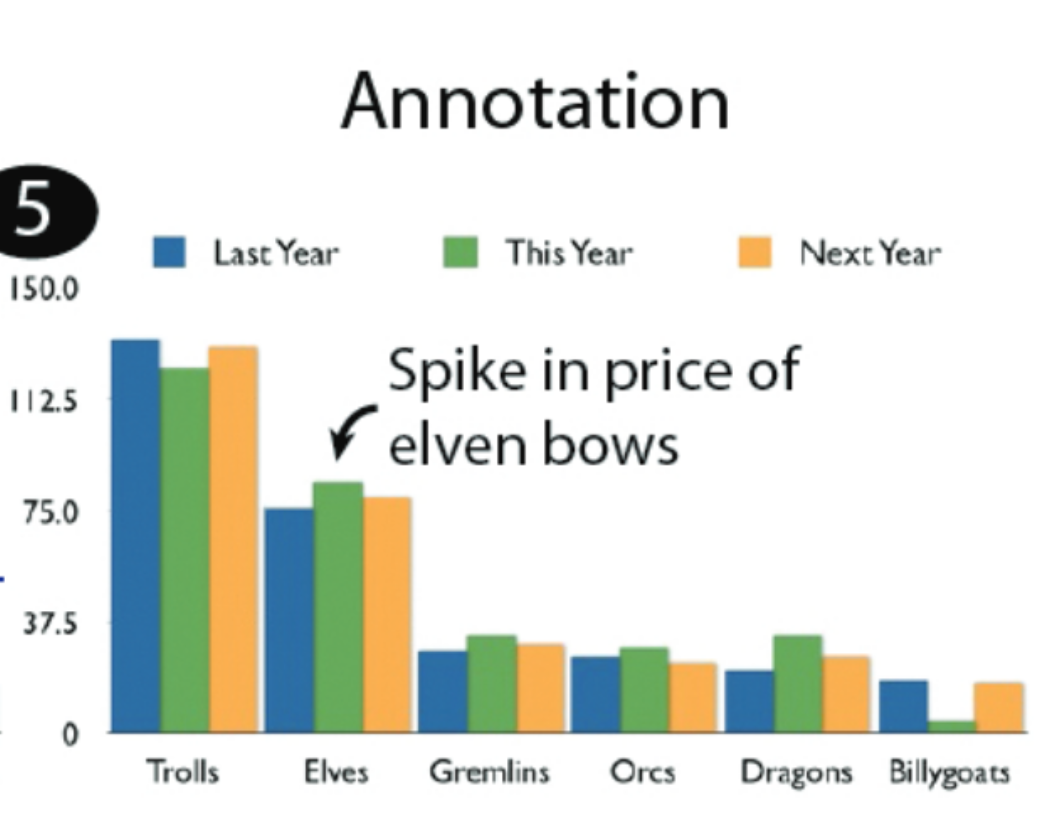 Annotation
5
Last Year This Year Next Year
150.0
Spike in price of
112.5
elven bows
75.0
37.5
0
Trolls Elves Gremlins Orcs Dragons Billygoats